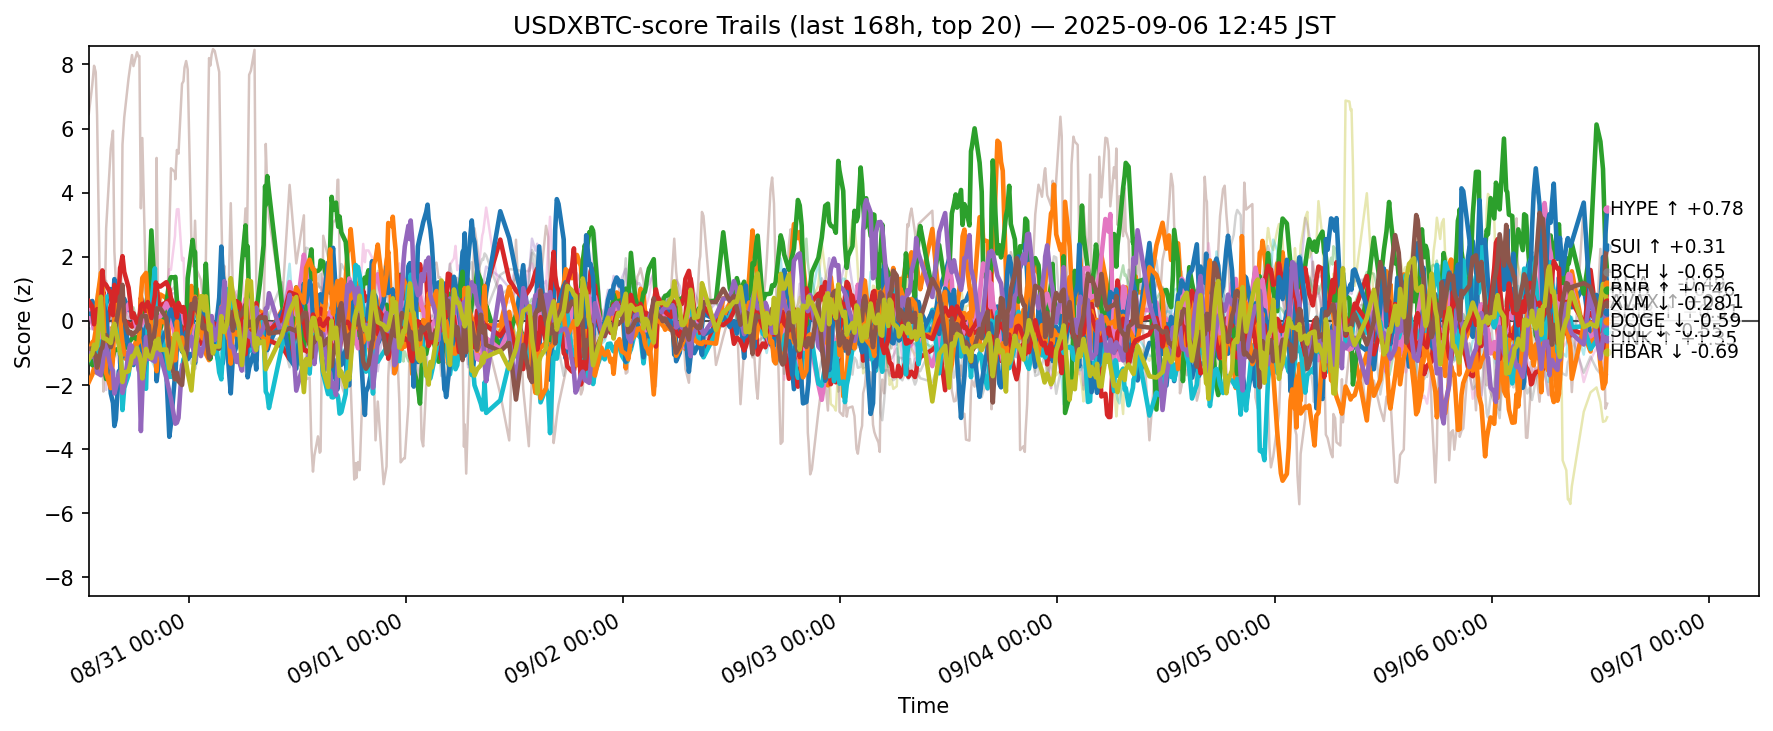 USDXBTC-score Trails (last 168h, top 20) — 2025-09-06 12:45 JST
Score (z)
8
6
4
2
0
−2
−4
−6
−8
HYPE ↑ +0.78
SUI ↑ +0.31
BCH ↓ -0.65
BNB ↑ +0.46
XLM ↓ -0.28
DOGE ↓ -0.59
HBAR ↓ -0.69
08/31 00:00
09/01 00:00
09/02 00:00
09/03 00:00
09/04 00:00
09/05 00:00
09/06 00:00
09/07 00:00
Time